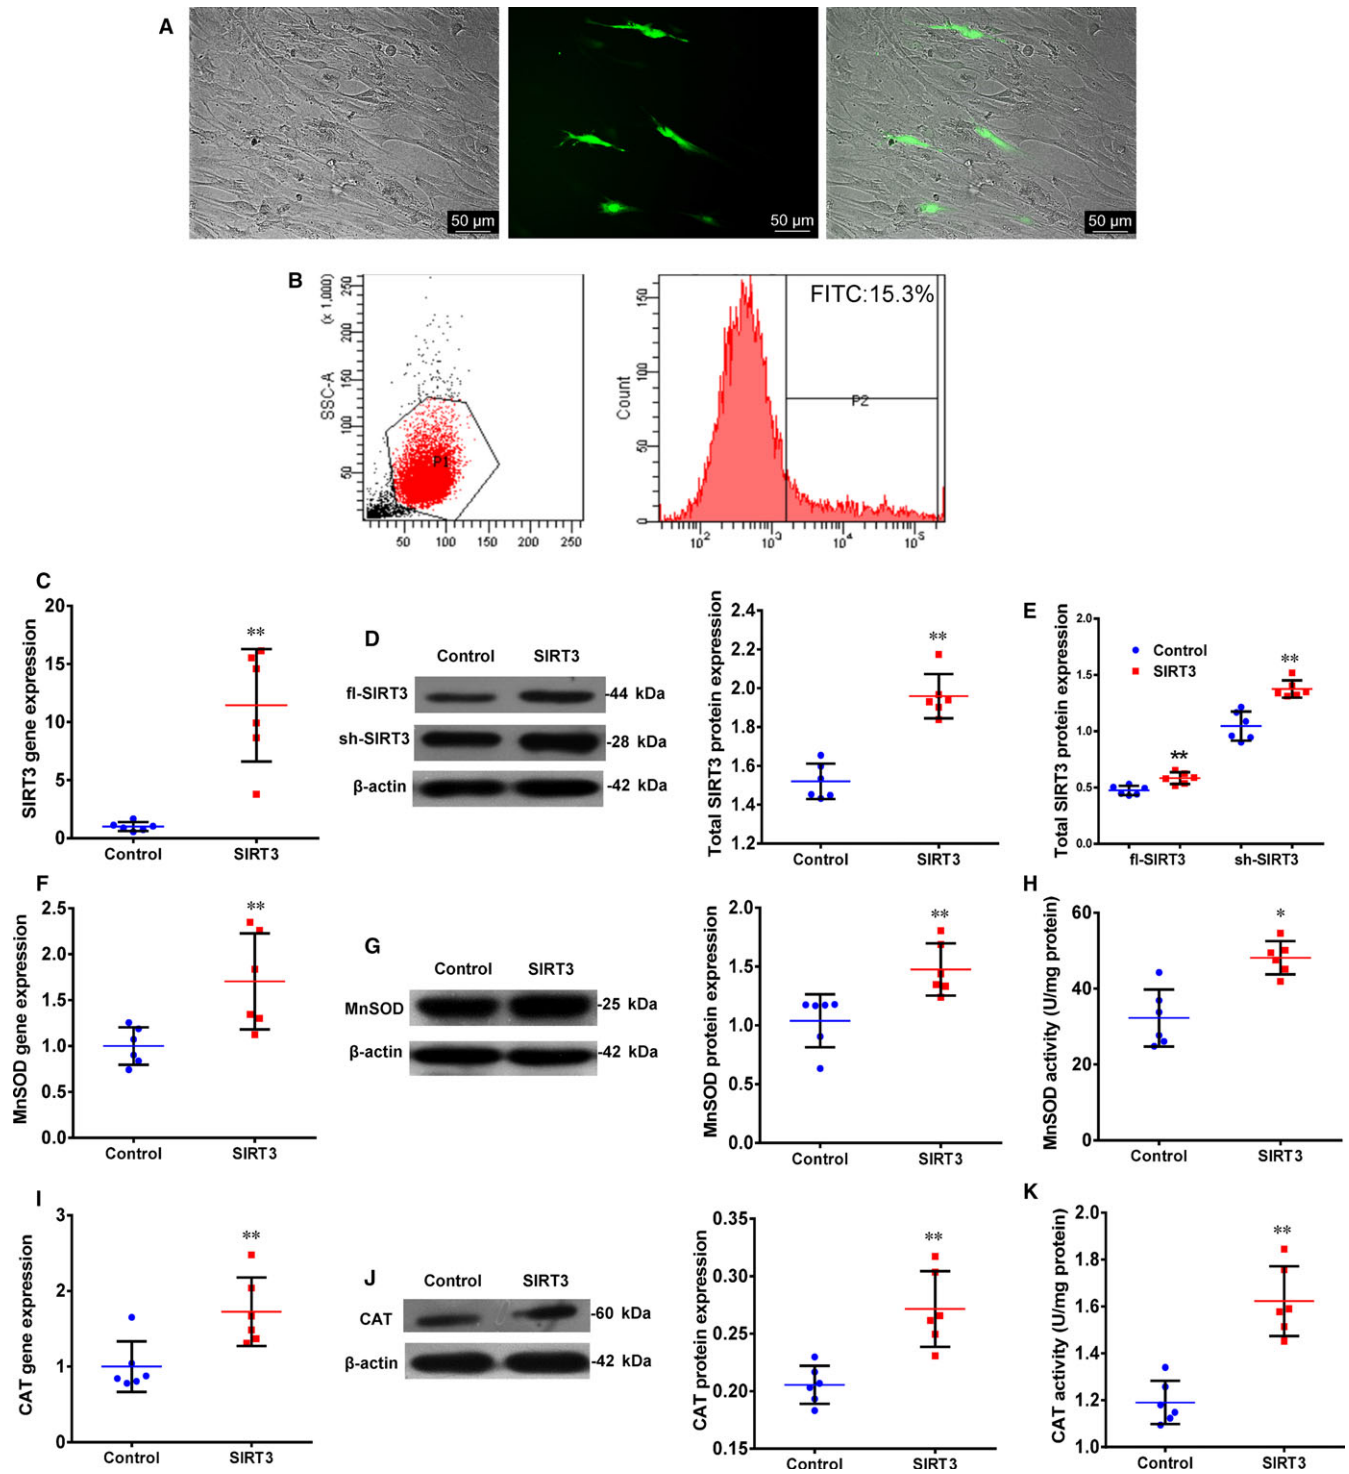 A
50 µm
50 µm
50 µm
B
(x 1,000)
SSC-A
250
200
150
100
50
P1
50 100 150 200 250
Count
150
100
50
0
FITC:15.3%
P2
10² 10³ 10⁴ 10⁵
C
SIRT3 gene expression
20
15
10
5
0
Control SIRT3
**
D
Control SIRT3
fl-SIRT3 -44 kDa
sh-SIRT3 -28 kDa
β-actin -42 kDa
Total SIRT3 protein expression
2.4
2.2
2.0
1.8
1.6
1.4
1.2
**
Control SIRT3
E
Total SIRT3 protein expression
2.0
1.5
1.0
0.5
0.0
Control
SIRT3
**
**
fl-SIRT3 sh-SIRT3
F
MnSOD gene expression
2.5
2.0
1.5
1.0
0.5
0.0
**
Control SIRT3
G
Control SIRT3
MnSOD -25 kDa
β-actin -42 kDa
MnSOD protein expression
2.0
1.5
1.0
0.5
0.0
**
Control SIRT3
H
MnSOD activity (U/mg protein)
60
40
20
0
*
Control SIRT3
I
CAT gene expression
3
2
1
0
**
Control SIRT3
J
Control SIRT3
CAT -60 kDa
β-actin -42 kDa
CAT protein expression
0.35
0.30
0.25
0.20
0.15
**
Control SIRT3
K
CAT activity (U/mg protein)
2.0
1.8
1.6
1.4
1.2
1.0
**
Control SIRT3